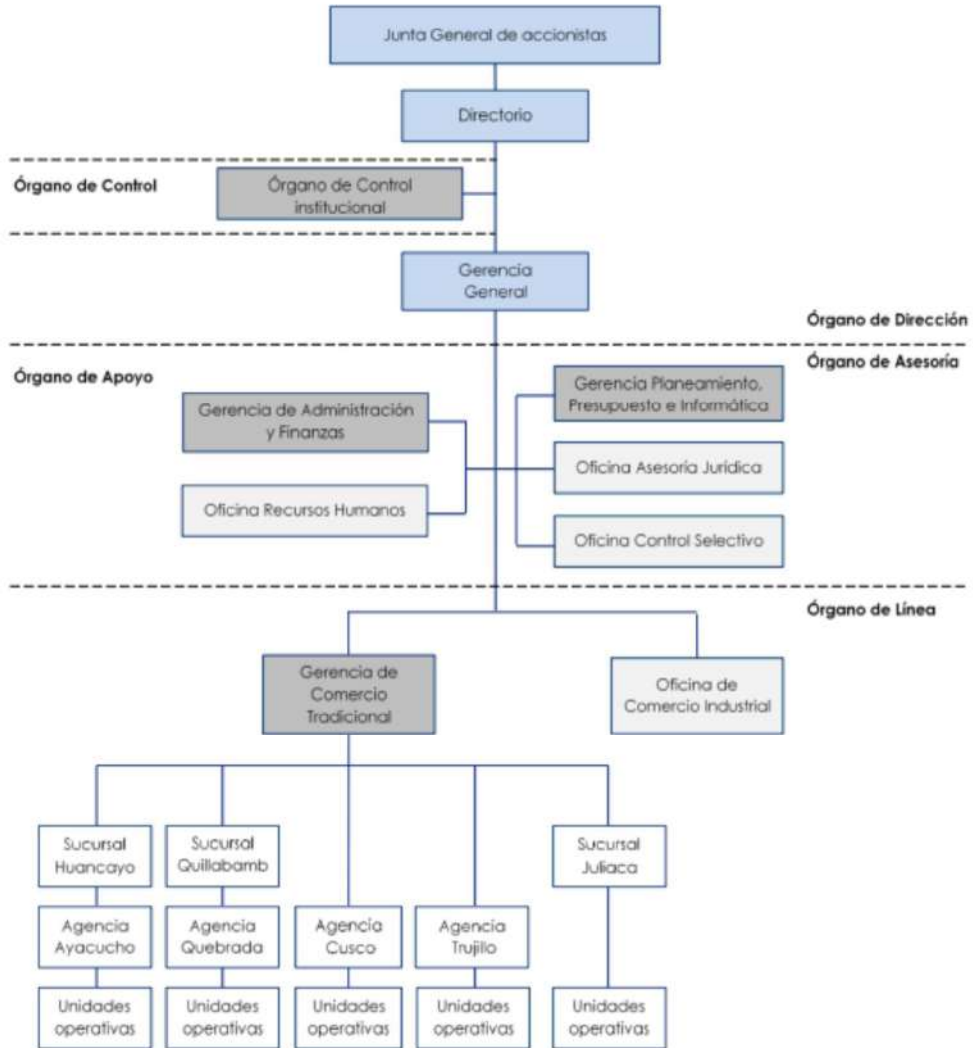 Junta General de accionistas
Directorio
Órgano de Control
Órgano de Control
institucional
Gerencia
General
Órgano de Dirección
Órgano de Asesoría
Órgano de Apoyo
Gerencia de Administración
y Finanzas
Gerencia Planeamiento,
Presupuesto e Informática
Oficina Asesoría Jurídica
Oficina Recursos Humanos
Oficina Control Selectivo
Órgano de Línea
Gerencia de
Comercio
Tradicional
Oficina de
Comercio Industrial
Sucursal
Huancayo
Sucursal
Quillabamb
Sucursal
Juliaca
Agencia
Ayacucho
Agencia
Quebrada
Agencia
Cusco
Agencia
Trujillo
Unidades
operativas
Unidades
operativas
Unidades
operativas
Unidades
operativas
Unidades
operativas